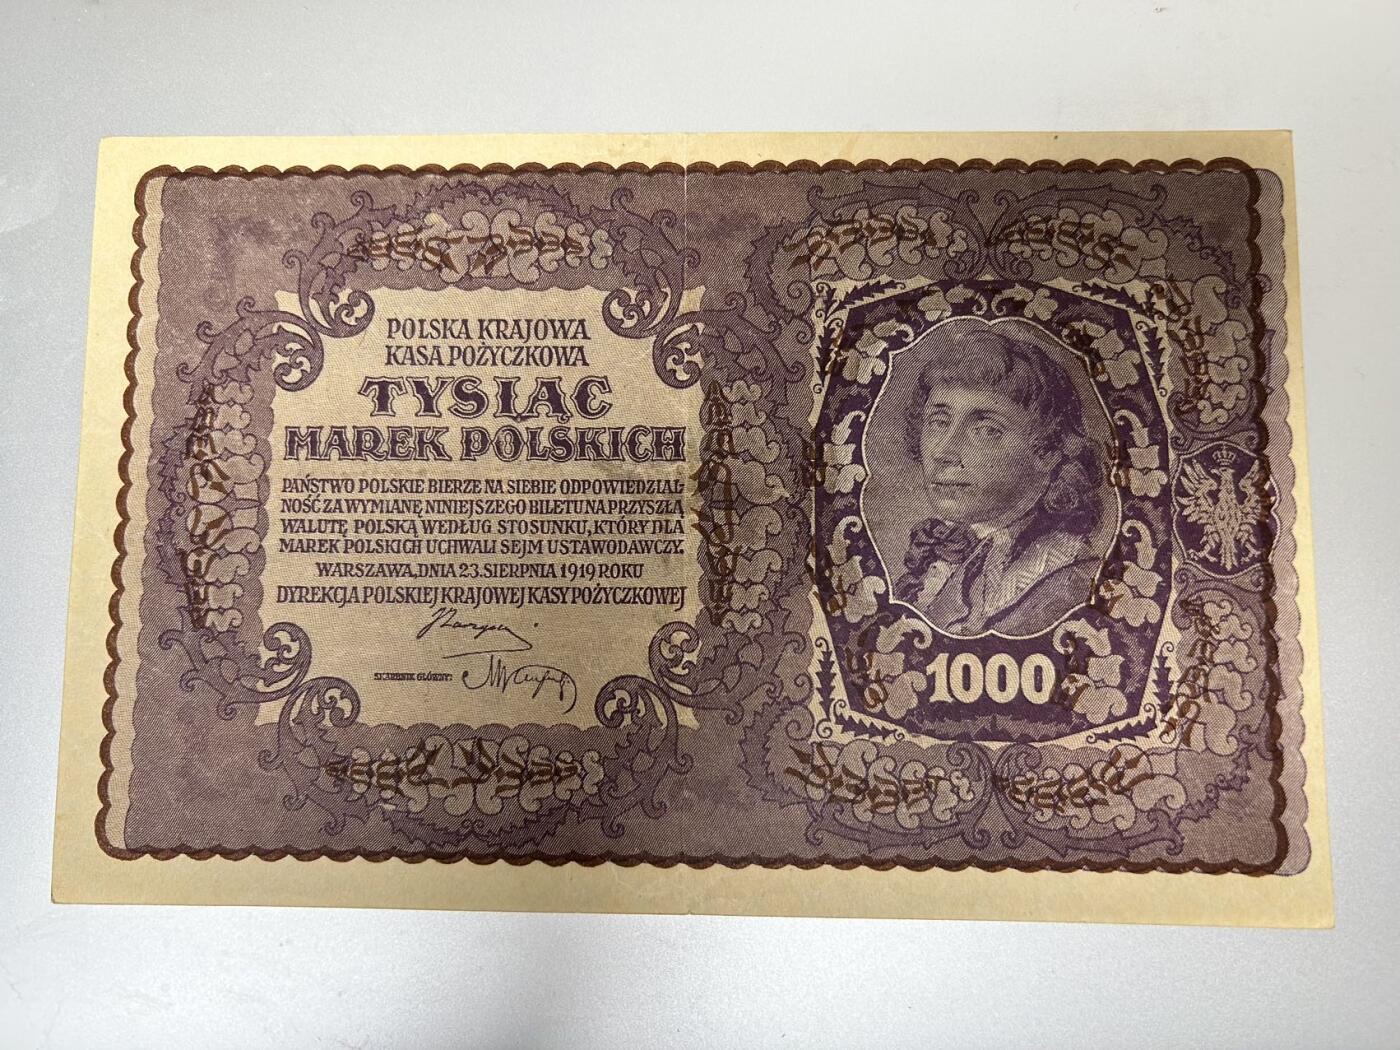 POLSKA KRAJOWA
KASA POŻYCZKOWA
TYSIĄC
MAREK POLSKICH
PAŃSTWO POLSKIE BIERZE NA SIEBIE ODPOWIEDZIAL-
NOŚĆ ZA WYMIANĘ NINIEJSZEGO BILETU NA PRZYSZŁĄ
WALUTĘ POLSKĄ WEDŁUG STOSUNKU, KTÓRY DLA
MAREK POLSKICH UCHWALI SEJM USTAWODAWCZY.
WARSZAWA, DNIA 23. SIERPNIA 1919 ROKU
DYREKCJA POLSKIEJ KRAJOWEJ KASY POŻYCZKOWEJ
SKARBNIK GŁÓWNY:
1000